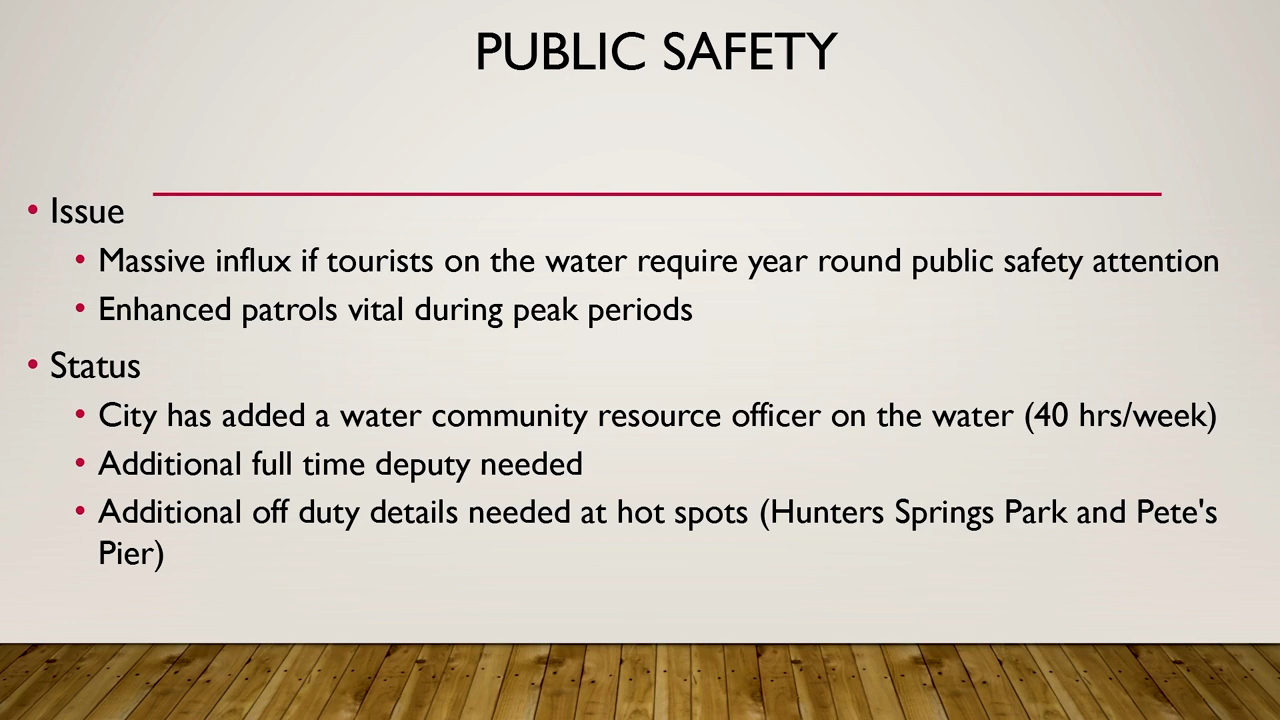 PUBLIC SAFETY
• Issue
• Massive influx if tourists on the water require year round public safety attention
• Enhanced patrols vital during peak periods
• Status
• City has added a water community resource officer on the water (40 hrs/week)
• Additional full time deputy needed
• Additional off duty details needed at hot spots (Hunters Springs Park and Pete's
Pier)